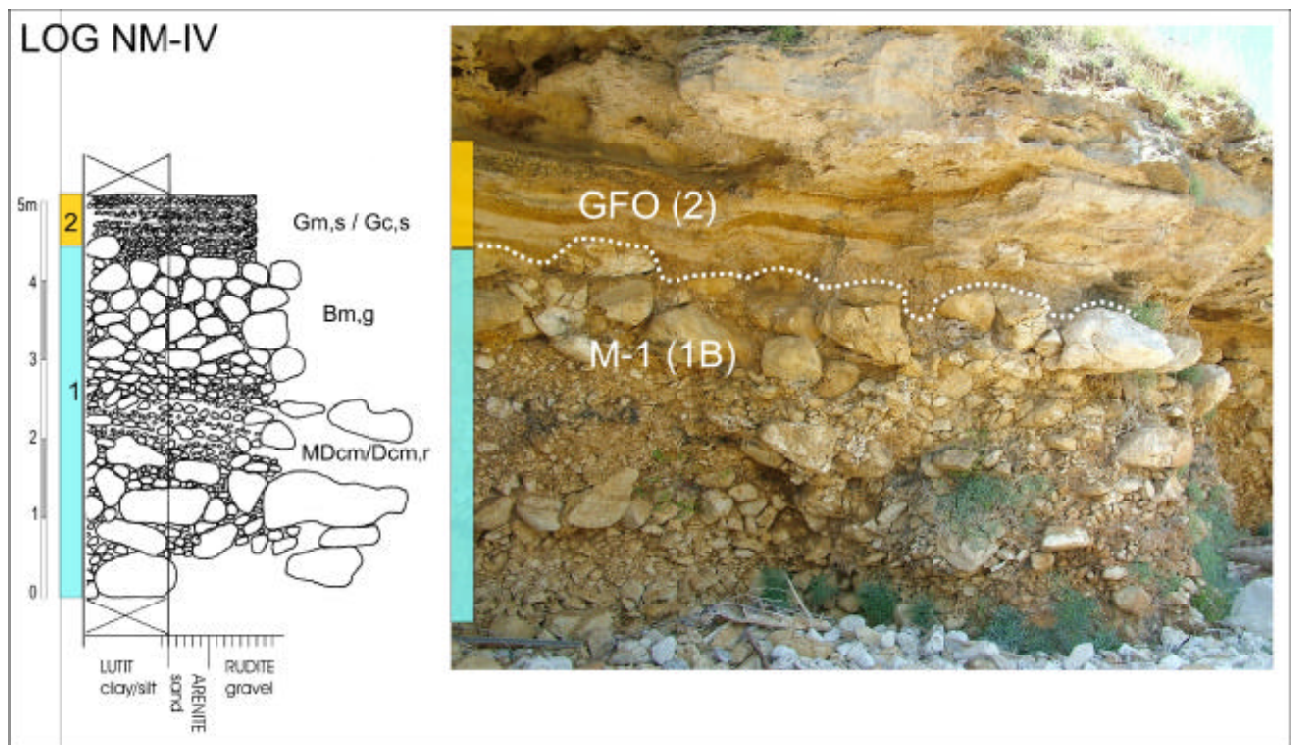 LOG NM-IV
5m
4
3
2
1
0
2
1
Gm,s / Gc,s
Bm,g
MDcm/Dcm,r
LUTIT
clay/silt
sand
ARENITE
RUDITE
gravel
GFO (2)
M-1 (1B)